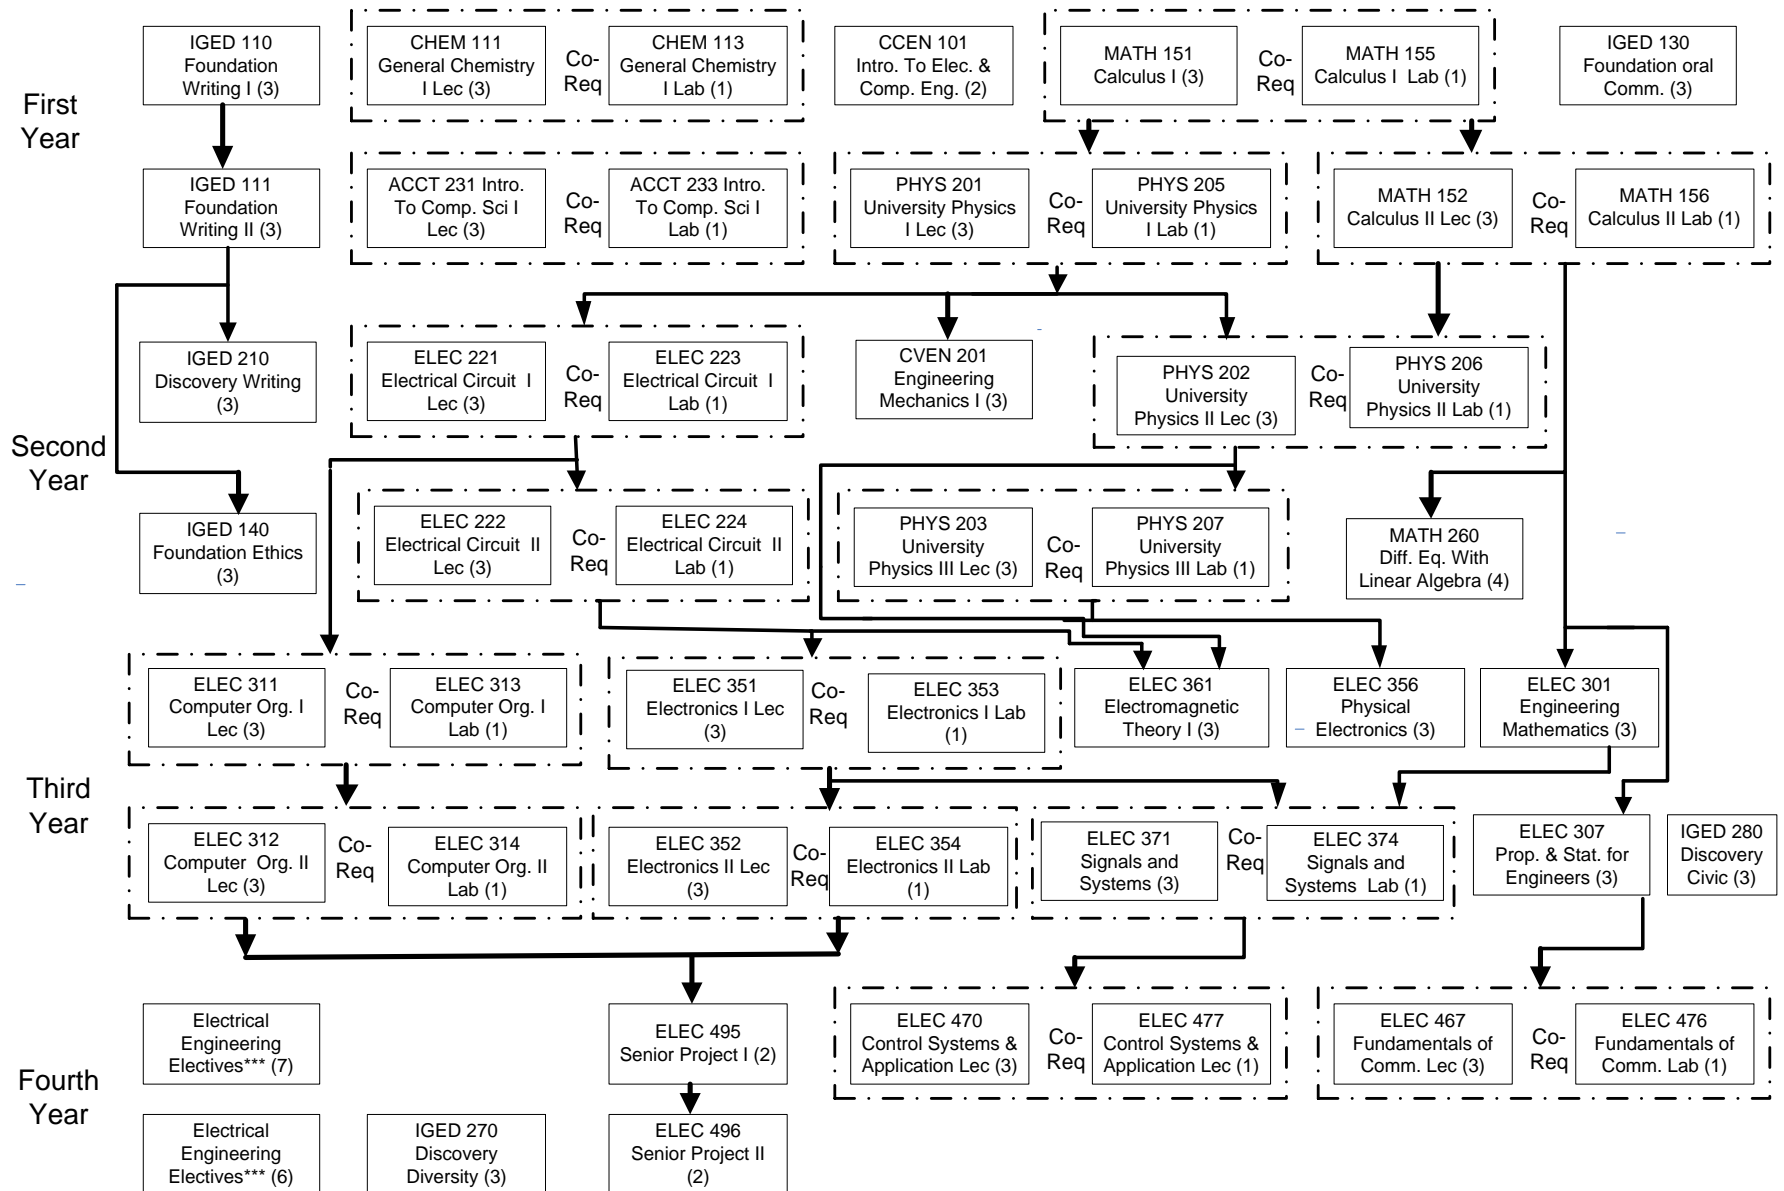 First
Year
IGED 110
Foundation
Writing I (3)
CHEM 111
General Chemistry
I Lec (3)
Co-
Req
CHEM 113
General Chemistry
I Lab (1)
CCEN 101
Intro. To Elec. &
Comp. Eng. (2)
MATH 151
Calculus I (3)
Co-
Req
MATH 155
Calculus I  Lab (1)
IGED 130
Foundation oral
Comm. (3)
IGED 111
Foundation
Writing II (3)
ACCT 231 Intro.
To Comp. Sci I
Lec (3)
Co-
Req
ACCT 233 Intro.
To Comp. Sci I
Lab (1)
PHYS 201
University Physics
I Lec (3)
Co-
Req
PHYS 205
University Physics
I Lab (1)
MATH 152
Calculus II Lec (3)
Co-
Req
MATH 156
Calculus II Lab (1)
Second
Year
IGED 210
Discovery Writing
(3)
ELEC 221
Electrical Circuit  I
Lec (3)
Co-
Req
ELEC 223
Electrical Circuit  I
Lab (1)
CVEN 201
Engineering
Mechanics I (3)
PHYS 202
University
Physics II Lec (3)
Co-
Req
PHYS 206
University
Physics II Lab (1)
IGED 140
Foundation Ethics
(3)
ELEC 222
Electrical Circuit  II
Lec (3)
Co-
Req
ELEC 224
Electrical Circuit  II
Lab (1)
PHYS 203
University
Physics III Lec (3)
Co-
Req
PHYS 207
University
Physics III Lab (1)
MATH 260
Diff. Eq. With
Linear Algebra (4)
Third
Year
ELEC 311
Computer Org. I
Lec (3)
Co-
Req
ELEC 313
Computer Org. I
Lab (1)
ELEC 351
Electronics I Lec
(3)
Co-
Req
ELEC 353
Electronics I Lab
(1)
ELEC 361
Electromagnetic
Theory I (3)
ELEC 356
Physical
Electronics (3)
ELEC 301
Engineering
Mathematics (3)
ELEC 312
Computer  Org. II
Lec (3)
Co-
Req
ELEC 314
Computer Org. II
Lab (1)
ELEC 352
Electronics II Lec
(3)
Co-
Req
ELEC 354
Electronics II Lab
(1)
ELEC 371
Signals and
Systems (3)
Co-
Req
ELEC 374
Signals and
Systems  Lab (1)
ELEC 307
Prop. & Stat. for
Engineers (3)
IGED 280
Discovery
Civic (3)
Fourth
Year
Electrical
Engineering
Electives*** (7)
ELEC 495
Senior Project I (2)
ELEC 470
Control Systems &
Application Lec (3)
Co-
Req
ELEC 477
Control Systems &
Application Lec (1)
ELEC 467
Fundamentals of
Comm. Lec (3)
Co-
Req
ELEC 476
Fundamentals of
Comm. Lab (1)
Electrical
Engineering
Electives*** (6)
IGED 270
Discovery
Diversity (3)
ELEC 496
Senior Project II
(2)